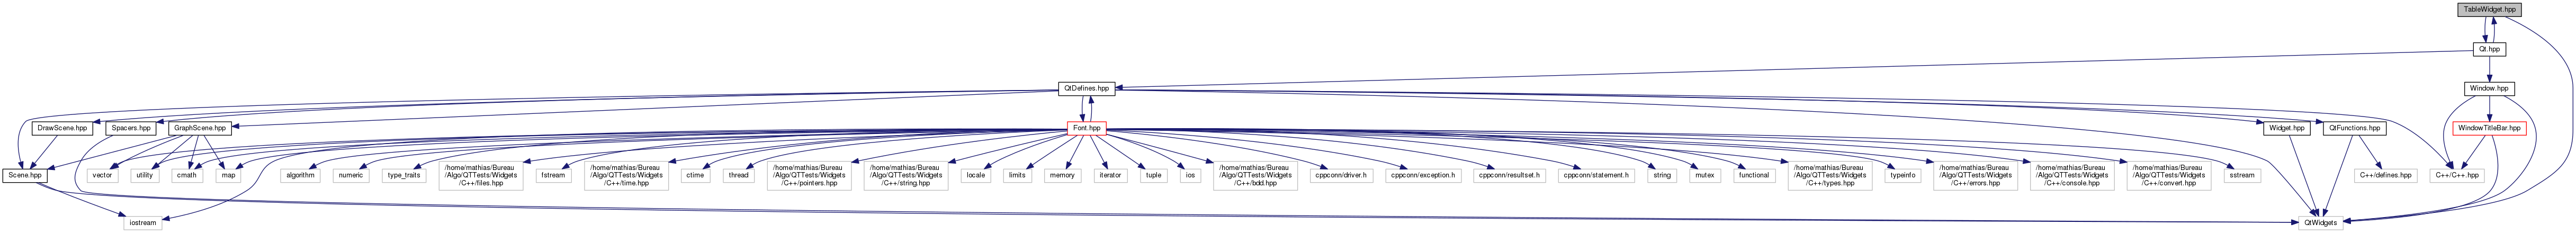 TableWidget.hpp
Qt.hpp
QtDefines.hpp
Window.hpp
DrawScene.hpp
Spacers.hpp
GraphScene.hpp
Font.hpp
Widget.hpp
QtFunctions.hpp
WindowTitleBar.hpp
Scene.hpp
vector
utility
cmath
map
algorithm
numeric
type_traits
/home/mathias/Bureau
/Algo/QTTests/Widgets
/C++/files.hpp
fstream
/home/mathias/Bureau
/Algo/QTTests/Widgets
/C++/time.hpp
ctime
thread
/home/mathias/Bureau
/Algo/QTTests/Widgets
/C++/pointers.hpp
/home/mathias/Bureau
/Algo/QTTests/Widgets
/C++/string.hpp
locale
limits
memory
iterator
tuple
ios
/home/mathias/Bureau
/Algo/QTTests/Widgets
/C++/bdd.hpp
cppconn/driver.h
cppconn/exception.h
cppconn/resultset.h
cppconn/statement.h
string
mutex
functional
/home/mathias/Bureau
/Algo/QTTests/Widgets
/C++/types.hpp
typeinfo
/home/mathias/Bureau
/Algo/QTTests/Widgets
/C++/errors.hpp
/home/mathias/Bureau
/Algo/QTTests/Widgets
/C++/console.hpp
/home/mathias/Bureau
/Algo/QTTests/Widgets
/C++/convert.hpp
sstream
C++/defines.hpp
C++/C++.hpp
iostream
QtWidgets